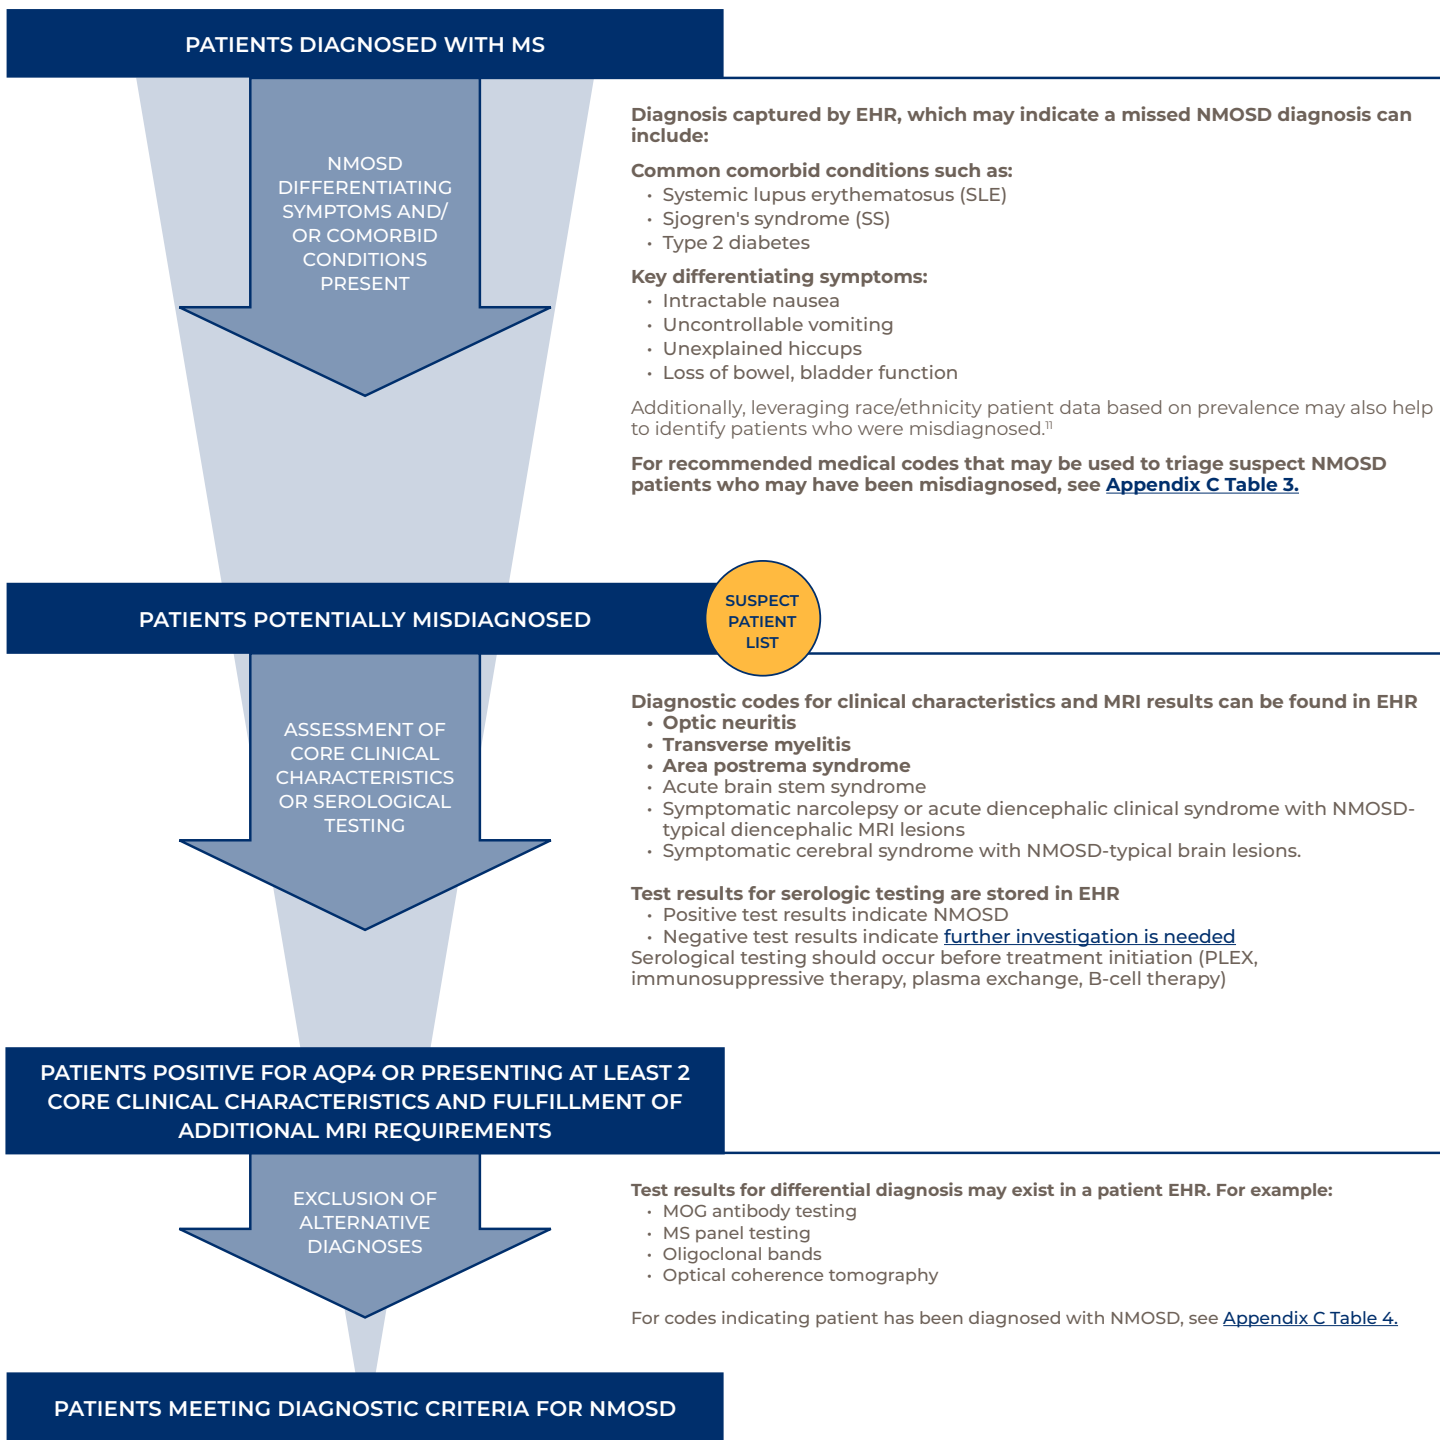 PATIENTS DIAGNOSED WITH MS
NMOSD
DIFFERENTIATING
SYMPTOMS AND/
OR COMORBID
CONDITIONS
PRESENT
Diagnosis captured by EHR, which may indicate a missed NMOSD diagnosis can
include:
Common comorbid conditions such as:
• Systemic lupus erythematosus (SLE)
• Sjogren's syndrome (SS)
• Type 2 diabetes
Key differentiating symptoms:
• Intractable nausea
• Uncontrollable vomiting
• Unexplained hiccups
• Loss of bowel, bladder function
Additionally, leveraging race/ethnicity patient data based on prevalence may also help
to identify patients who were misdiagnosed.¹¹
For recommended medical codes that may be used to triage suspect NMOSD
patients who may have been misdiagnosed, see Appendix C Table 3.
PATIENTS POTENTIALLY MISDIAGNOSED
SUSPECT
PATIENT
LIST
ASSESSMENT OF
CORE CLINICAL
CHARACTERISTICS
OR SEROLOGICAL
TESTING
Diagnostic codes for clinical characteristics and MRI results can be found in EHR
• Optic neuritis
• Transverse myelitis
• Area postrema syndrome
• Acute brain stem syndrome
• Symptomatic narcolepsy or acute diencephalic clinical syndrome with NMOSD-
typical diencephalic MRI lesions
• Symptomatic cerebral syndrome with NMOSD-typical brain lesions.
Test results for serologic testing are stored in EHR
• Positive test results indicate NMOSD
• Negative test results indicate further investigation is needed
Serological testing should occur before treatment initiation (PLEX,
immunosuppressive therapy, plasma exchange, B-cell therapy)
PATIENTS POSITIVE FOR AQP4 OR PRESENTING AT LEAST 2
CORE CLINICAL CHARACTERISTICS AND FULFILLMENT OF
ADDITIONAL MRI REQUIREMENTS
EXCLUSION OF
ALTERNATIVE
DIAGNOSES
Test results for differential diagnosis may exist in a patient EHR. For example:
• MOG antibody testing
• MS panel testing
• Oligoclonal bands
• Optical coherence tomography
For codes indicating patient has been diagnosed with NMOSD, see Appendix C Table 4.
PATIENTS MEETING DIAGNOSTIC CRITERIA FOR NMOSD